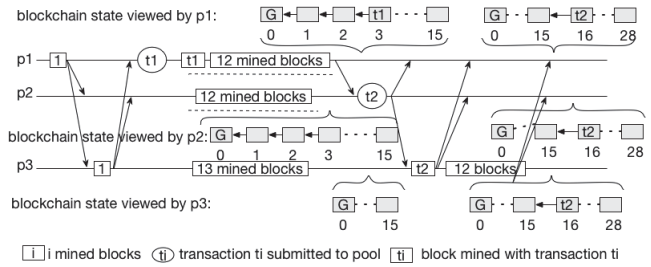 blockchain state viewed by p1: G t1 G t2
0 1 2 3 15 0 15 16 28
p1 1 t1 t1 12 mined blocks
p2 12 mined blocks t2
blockchain state viewed by p2: G G t2
0 1 2 3 15 0 15 16 28
p3 1 13 mined blocks t2 12 blocks
blockchain state viewed by p3: G G t2
0 15 0 15 16 28
i i mined blocks ti transaction ti submitted to pool ti block mined with transaction ti